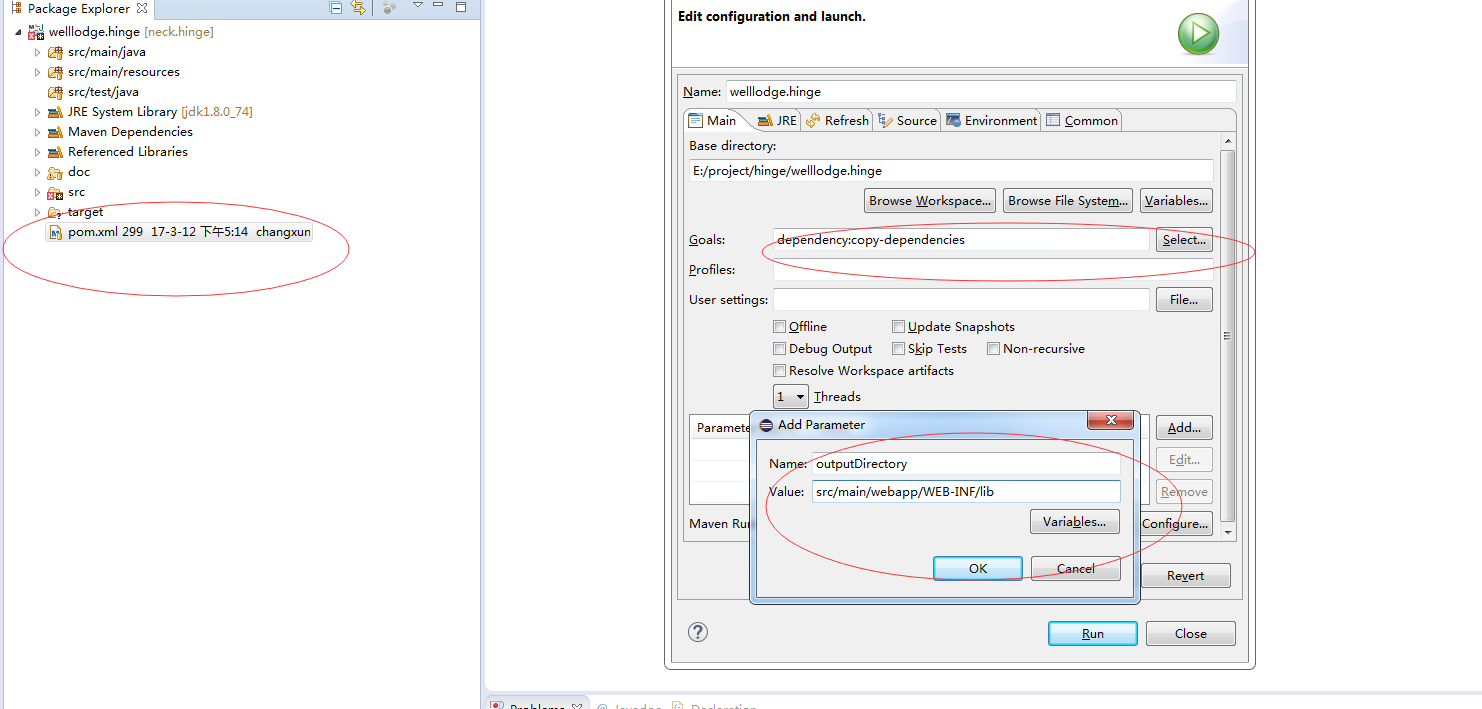 Package Explorer
welllodge.hinge [neck.hinge]
src/main/java
src/main/resources
src/test/java
JRE System Library [jdk1.8.0_74]
Maven Dependencies
Referenced Libraries
doc
src
target
pom.xml 299 17-3-12 下午5:14 changxun
Edit configuration and launch.
Name: welllodge.hinge
Main JRE Refresh Source Environment Common
Base directory:
E:/project/hinge/welllodge.hinge
Browse Workspace... Browse File System... Variables...
Goals: dependency:copy-dependencies Select...
Profiles:
User settings: File...
Offline Update Snapshots
Debug Output Skip Tests Non-recursive
Resolve Workspace artifacts
1 Threads
Paramete Add...
Edit...
Remove
Maven Run Configure...
Add Parameter
Name: outputDirectory
Value: src/main/webapp/WEB-INF/lib
Variables...
OK Cancel
Revert
Run Close
Problems Javadoc Declaration